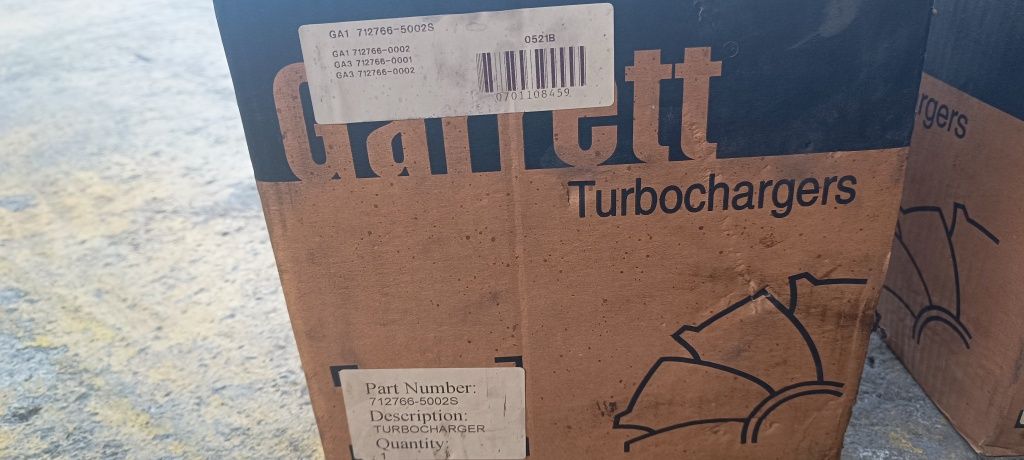 GA1 712766-5002S
GA1 712766-0002
GA3 712766-0001
GA3 712766-0002
0521B
0701108459
Garrett
Turbochargers
rgers
Part Number:
712766-5002S
Description:
TURBOCHARGER
Quantity:
1